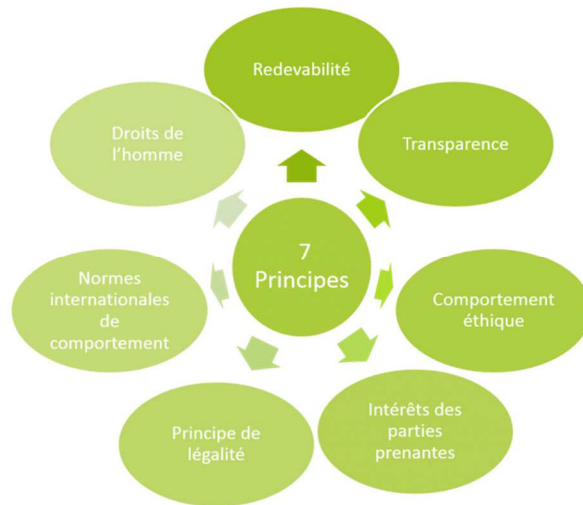 Redevabilité
Transparence
Comportement
éthique
Intérêts des
parties
prenantes
Principe de
légalité
Normes
internationales
de
comportement
Droits de
l'homme
7
Principes